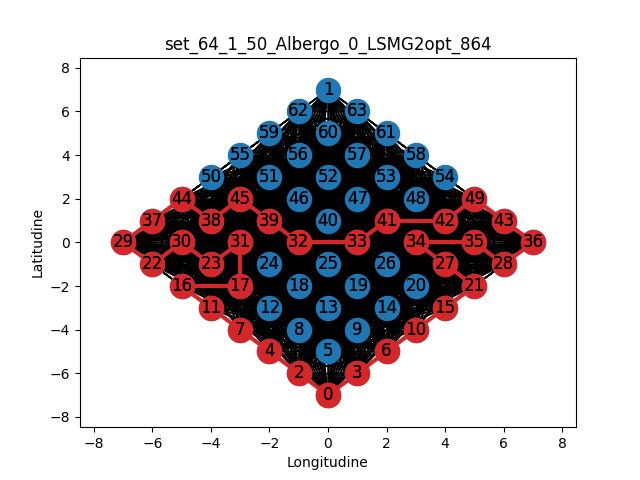 set_64_1_50_Albergo_0_LSMG2opt_864
8
6
4
2
0
−2
−4
−6
−8
Latitudine
1
62 63
59 60 61
55 56 57 58
50 51 52 53 54
44 45 46 47 48 49
37 38 39 40 41 42 43
29 30 31 32 33 34 35 36
22 23 24 25 26 27 28
16 17 18 19 20 21
11 12 13 14 15
7 8 9 10
4 5 6
2 3
0
−8 −6 −4 −2 0 2 4 6 8
Longitudine